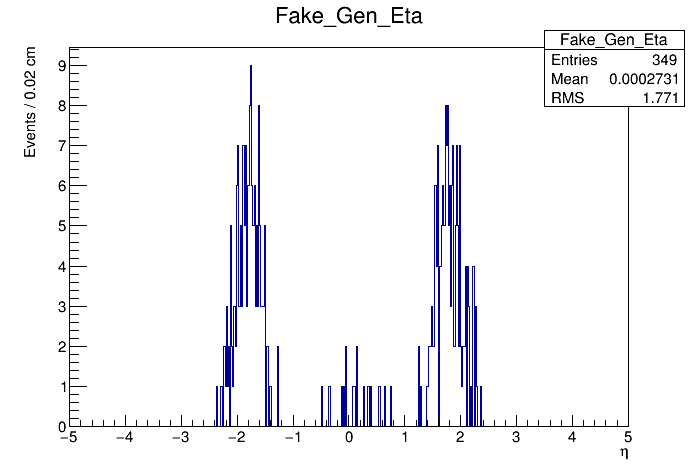 Fake_Gen_Eta
Fake_Gen_Eta
Entries 349
Mean 0.0002731
RMS 1.771
Events / 0.02 cm
9
8
7
6
5
4
3
2
1
0
−5 −4 −3 −2 −1 0 1 2 3 4 5
η